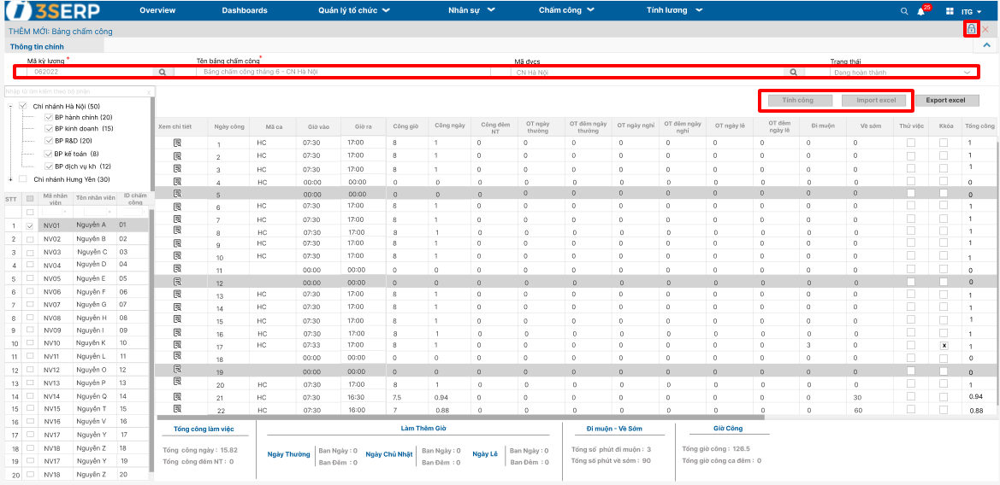 3SERP Overview Dashboards Quản lý tổ chức Nhân sự Chấm công Tính lương 25 ITG
THÊM MỚI: Bảng chấm công
Thông tin chính
Mã kỳ lương * Tên bảng chấm công * Mã dvcs Trạng thái
062022 Bảng chấm công tháng 6 - CN Hà Nội CN Hà Nội Đang hoàn thành
Nhập từ tìm kiếm theo bộ phận x
Tính công Import excel Export excel
- Chi nhánh Hà Nội (50)
BP hành chính (20)
BP kinh doanh (15)
BP R&D (20)
BP kế toán (8)
BP dịch vụ kh (12)
+ Chi nhánh Hưng Yên (30)
STT Mã nhân viên Tên nhân viên ID chấm công
1 NV01 Nguyễn A 01
2 NV02 Nguyễn B 02
3 NV03 Nguyễn C 03
4 NV04 Nguyễn D 04
5 NV05 Nguyễn E 05
6 NV06 Nguyễn F 06
7 NV07 Nguyễn G 07
8 NV08 Nguyễn H 08
9 NV09 Nguyễn I 09
10 NV10 Nguyễn K 10
11 NV11 Nguyễn L 11
12 NV12 Nguyễn O 12
13 NV13 Nguyễn P 13
14 NV14 Nguyễn Q 14
15 NV15 Nguyễn T 15
16 NV16 Nguyễn V 16
17 NV17 Nguyễn Y 17
18 NV18 Nguyễn Z 18
19 NV17 Nguyễn Y 19
20 NV18 Nguyễn Z 20
Xem chi tiết Ngày công Mã ca Giờ vào Giờ ra Công giờ Công ngày Công đêm NT OT ngày thường OT đêm ngày thường OT ngày nghỉ OT đêm ngày nghỉ OT ngày lễ OT đêm ngày lễ Đi muộn Về sớm Thử việc Khóa Tổng công
1 HC 07:30 17:00 8 1 0 0 0 0 0 0 0 0 0 1
2 HC 07:30 17:00 8 1 0 0 0 0 0 0 0 0 0 1
3 HC 07:30 17:00 8 1 0 0 0 0 0 0 0 0 0 1
4 HC 00:00 00:00 0 0 0 0 0 0 0 0 0 0 0 0
5 00:00 00:00 0 0 0 0 0 0 0 0 0 0 0 0
6 HC 07:30 17:00 8 1 0 0 0 0 0 0 0 0 0 1
7 HC 07:30 17:00 8 1 0 0 0 0 0 0 0 0 0 1
8 HC 07:30 17:00 8 1 0 0 0 0 0 0 0 0 0 1
9 HC 07:30 17:00 8 1 0 0 0 0 0 0 0 0 0 1
10 HC 07:30 17:00 8 1 0 0 0 0 0 0 0 0 0 1
11 00:00 00:00 0 0 0 0 0 0 0 0 0 0 0 0
12 00:00 00:00 0 0 0 0 0 0 0 0 0 0 0 0
13 HC 07:30 17:00 8 1 0 0 0 0 0 0 0 0 0 1
14 HC 07:30 17:00 8 1 0 0 0 0 0 0 0 0 0 1
15 HC 07:30 17:00 8 1 0 0 0 0 0 0 0 0 0 1
16 HC 07:30 17:00 8 1 0 0 0 0 0 0 0 0 0 1
17 HC 07:33 17:00 8 1 0 0 0 0 0 0 0 3 0 x 1
18 00:00 00:00 0 0 0 0 0 0 0 0 0 0 0 0
19 00:00 00:00 0 0 0 0 0 0 0 0 0 0 0 0
20 HC 07:30 17:00 8 1 0 0 0 0 0 0 0 0 0 1
21 HC 07:30 16:30 7.5 0.94 0 0 0 0 0 0 0 0 30 0.94
22 HC 07:30 16:00 7 0.88 0 0 0 0 0 0 0 0 60 0.88
Tổng công làm việc Làm Thêm Giờ Đi muộn - Về Sớm Giờ Công
Tổng công ngày : 15.82
Tổng công đêm NT : 0
Ngày Thường Ban Ngày : 0
Ban Đêm : 0
Ngày Chủ Nhật Ban Ngày : 0
Ban Đêm : 0
Ngày Lễ Ban Ngày : 0
Ban Đêm : 0
Tổng số phút đi muộn : 3
Tổng số phút về sớm : 90
Tổng giờ công : 126.5
Tổng giờ công ca đêm : 0